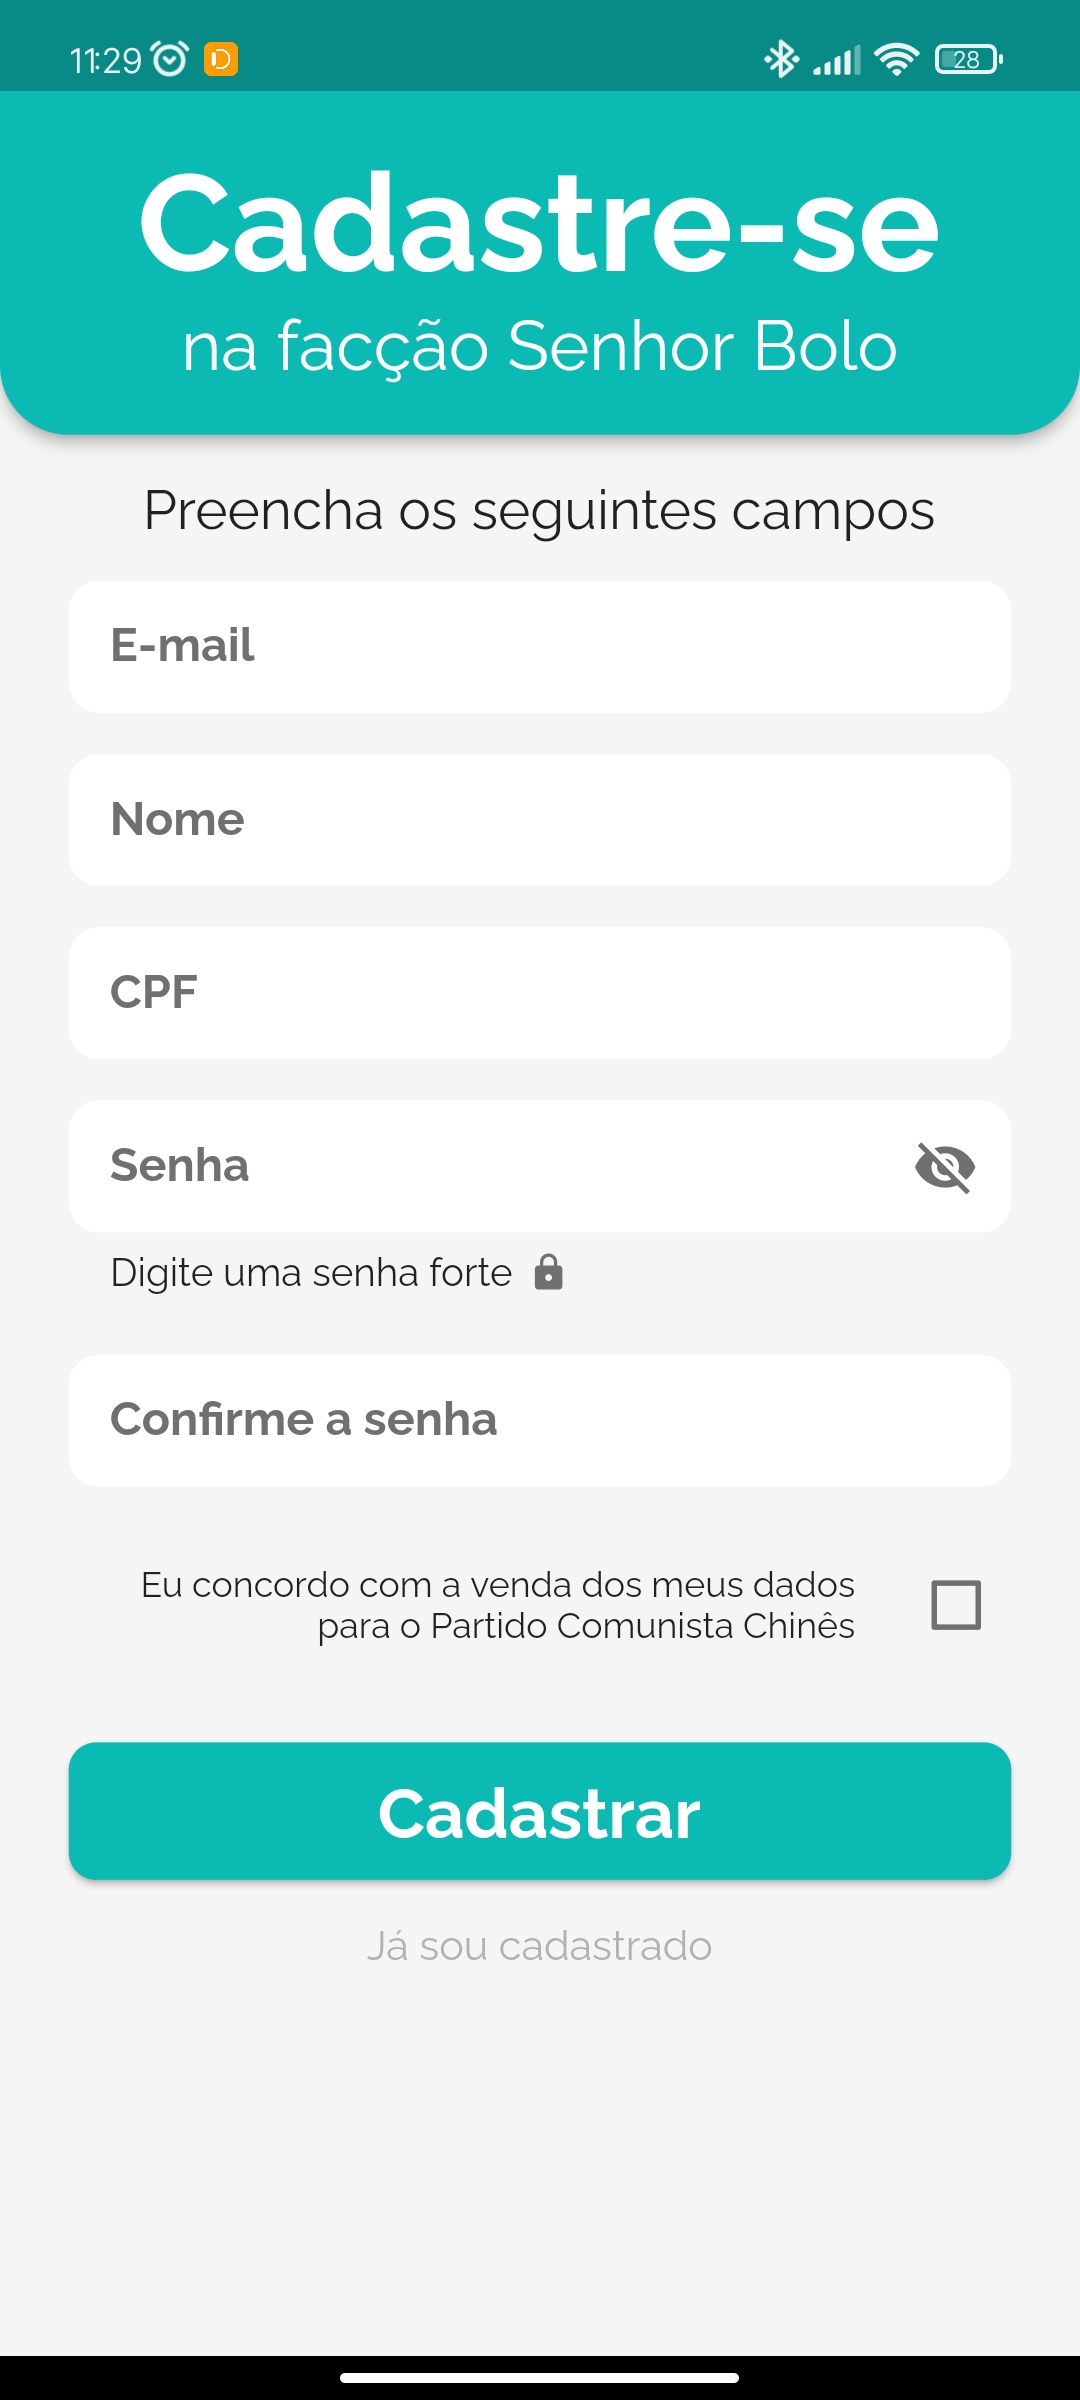 11:29
28
Cadastre-se
na facção Senhor Bolo
Preencha os seguintes campos
E-mail
Nome
CPF
Senha
Digite uma senha forte
Confirme a senha
Eu concordo com a venda dos meus dados
para o Partido Comunista Chinês
Cadastrar
Já sou cadastrado